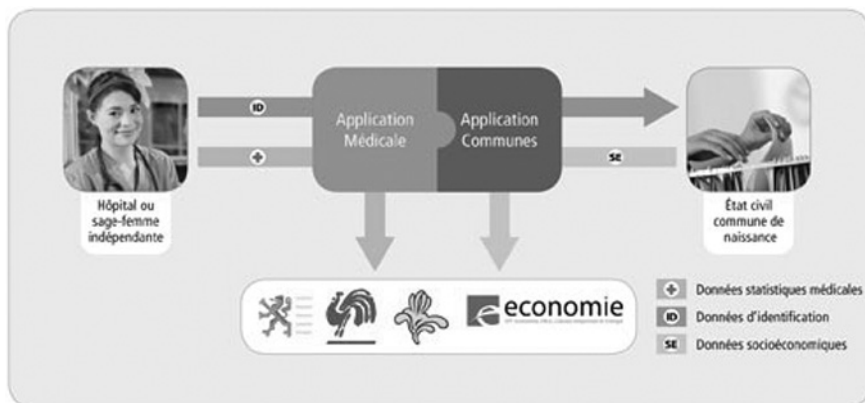 ID
Application
Médicale
Application
Communes
SE
Hôpital ou
sage-femme
indépendante
État civil
commune de
naissance
economie
Données statistiques médicales
ID Données d'identification
SE Données socioéconomiques